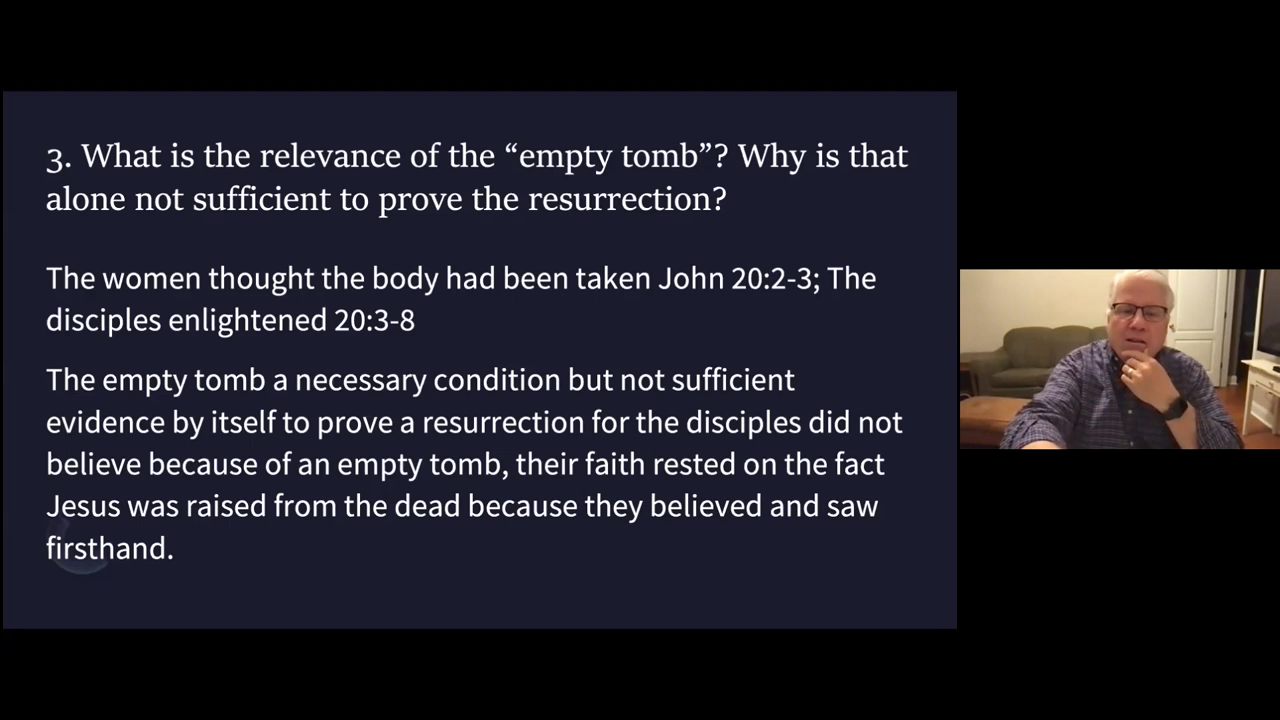 3. What is the relevance of the “empty tomb”? Why is that
alone not sufficient to prove the resurrection?
The women thought the body had been taken John 20:2-3; The
disciples enlightened 20:3-8
The empty tomb a necessary condition but not sufficient
evidence by itself to prove a resurrection for the disciples did not
believe because of an empty tomb, their faith rested on the fact
Jesus was raised from the dead because they believed and saw
firsthand.